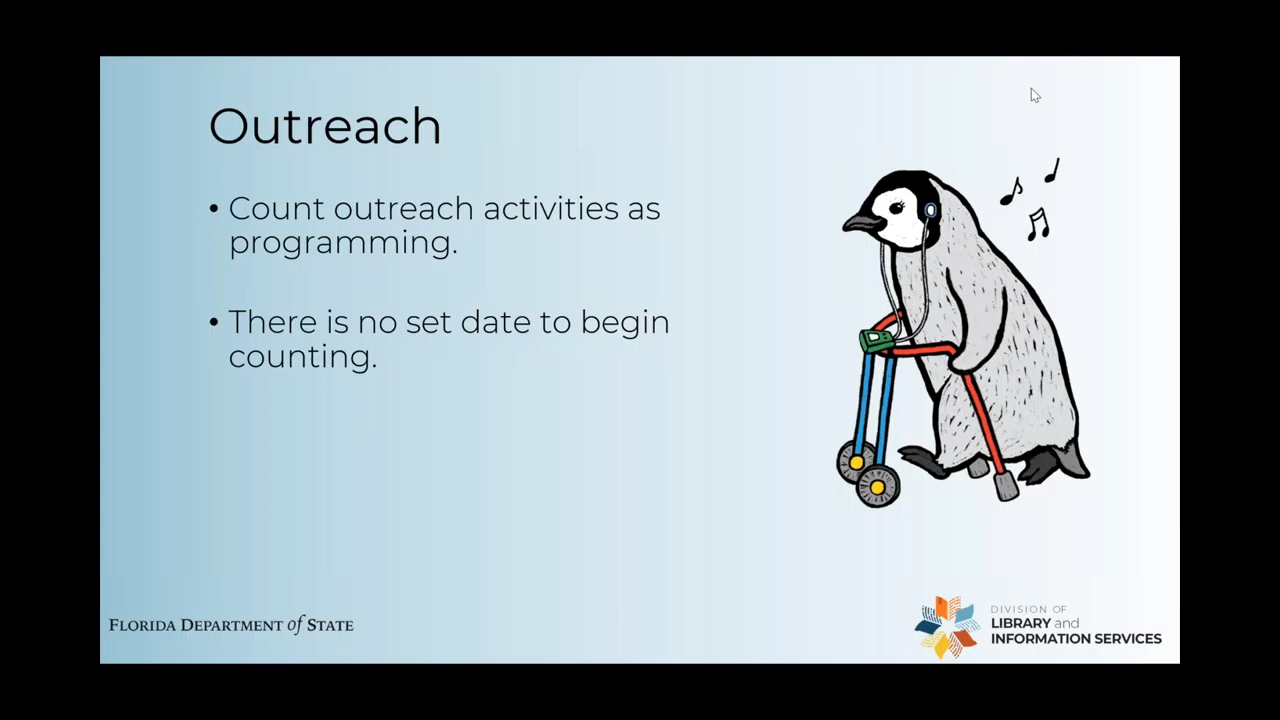 Outreach
• Count outreach activities as
programming.
• There is no set date to begin
counting.
FLORIDA DEPARTMENT of STATE
DIVISION OF
LIBRARY and
INFORMATION SERVICES